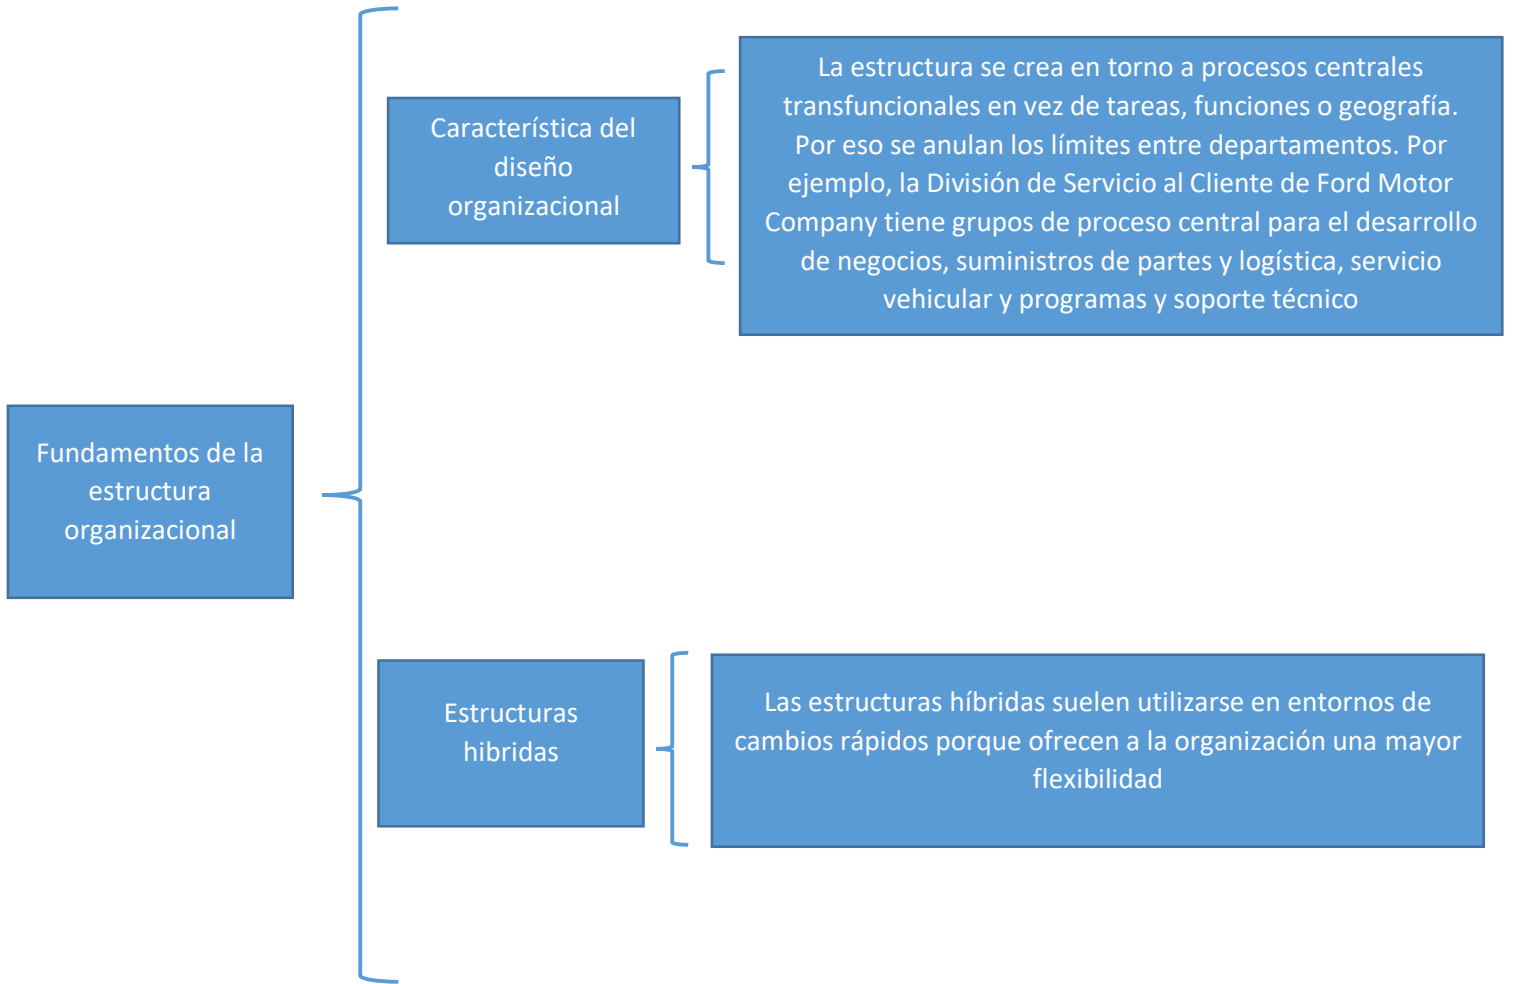 La estructura se crea en torno a procesos centrales
transfuncionales en vez de tareas, funciones o geografía.
Por eso se anulan los límites entre departamentos. Por
ejemplo, la División de Servicio al Cliente de Ford Motor
Company tiene grupos de proceso central para el desarrollo
de negocios, suministros de partes y logística, servicio
vehicular y programas y soporte técnico
Característica del
diseño
organizacional
Fundamentos de la
estructura
organizacional
Estructuras
hibridas
Las estructuras híbridas suelen utilizarse en entornos de
cambios rápidos porque ofrecen a la organización una mayor
flexibilidad